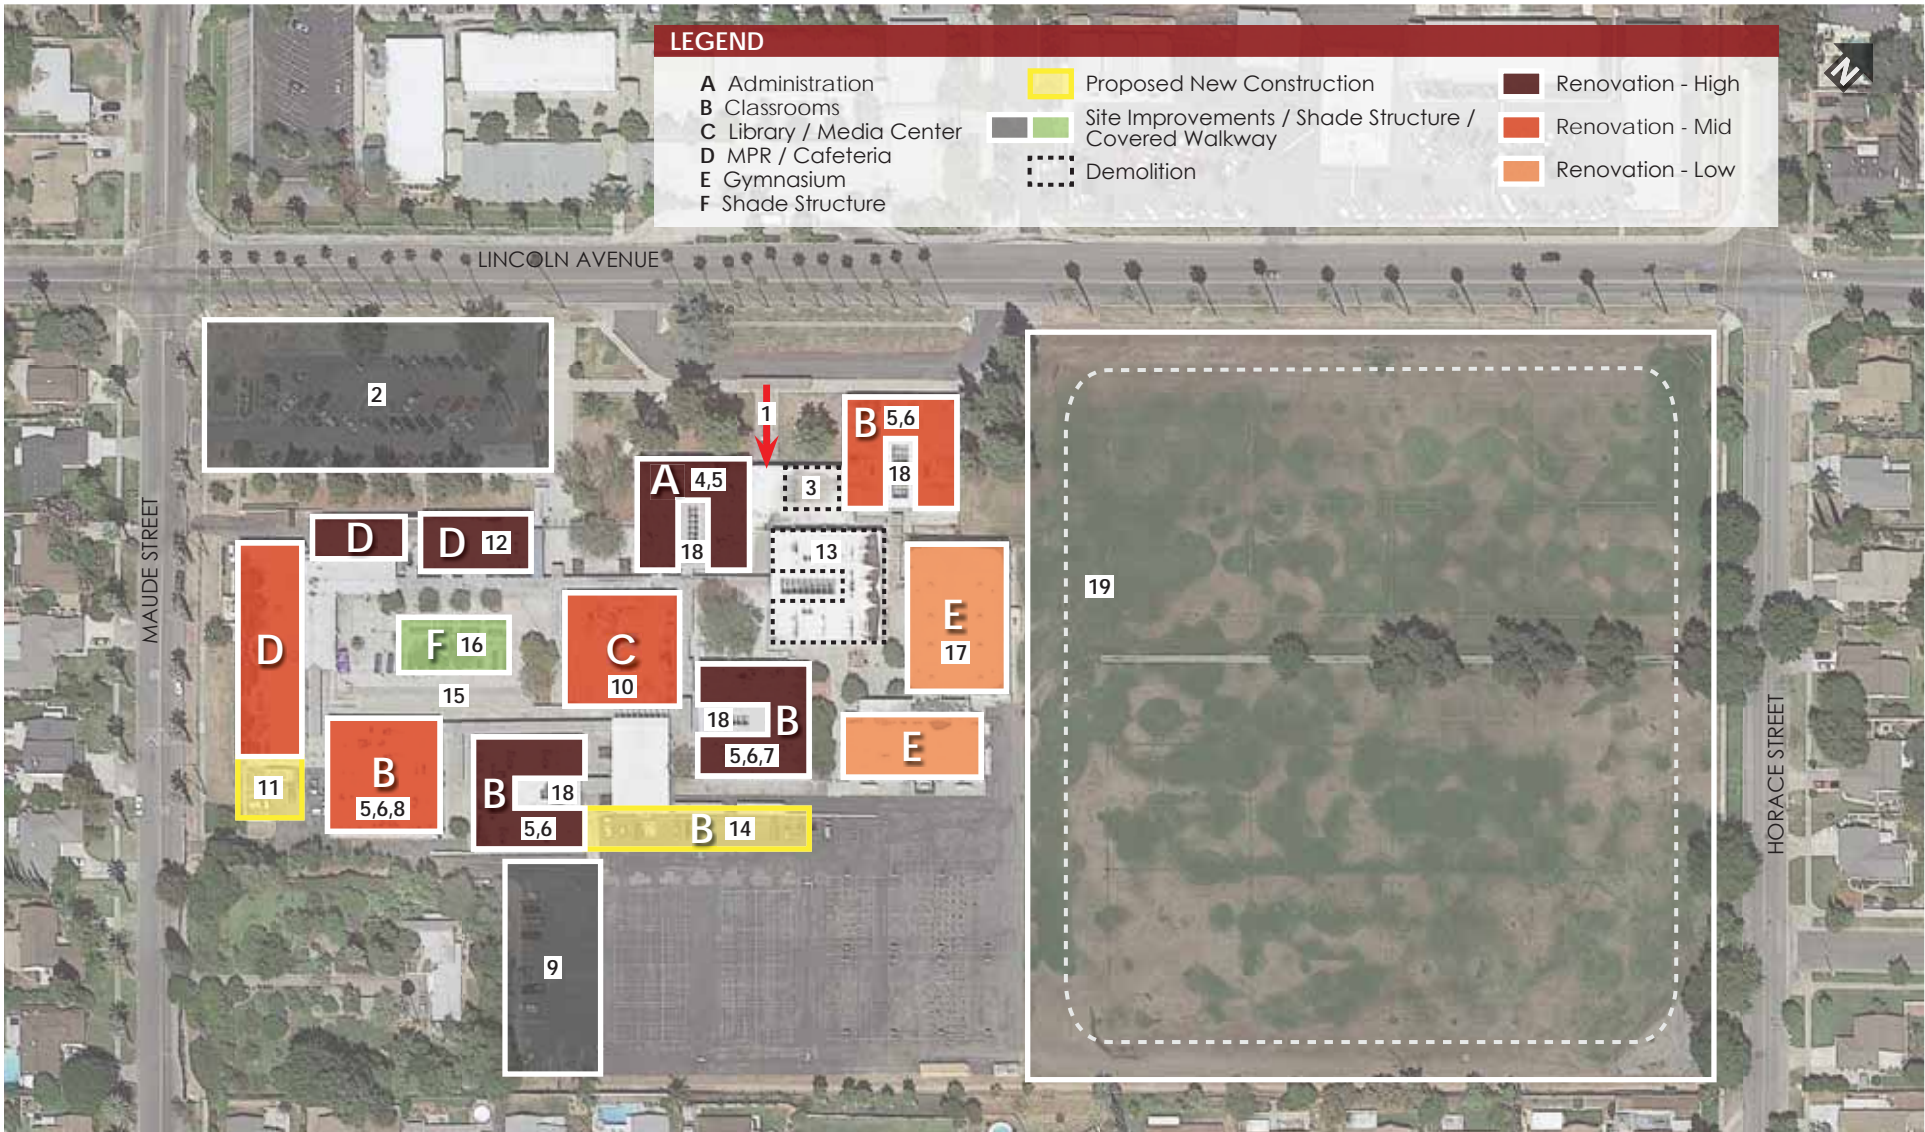 LEGEND
A Administration
B Classrooms
C Library / Media Center
D MPR / Cafeteria
E Gymnasium
F Shade Structure
Proposed New Construction
Site Improvements / Shade Structure /
Covered Walkway
Demolition
Renovation - High
Renovation - Mid
Renovation - Low
N
LINCOLN AVENUE
MAUDE STREET
HORACE STREET
2
1
B 5,6
18
A 4,5
18
3
D
D 12
13
E
17
19
D
F 16
15
C
10
18 B
5,6,7
E
11
B
5,6,8
B 18
5,6
B 14
9